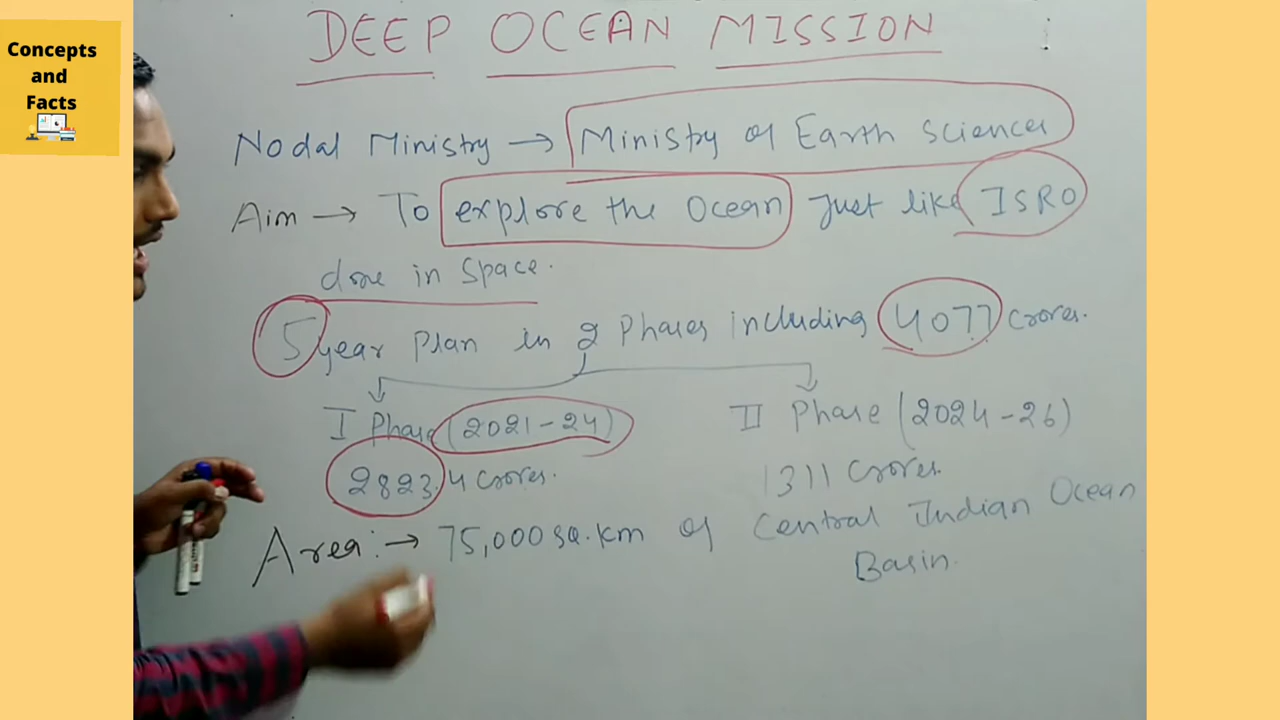 Concepts
and
Facts
DEEP OCEAN MISSION
Nodal Ministry → Ministry of Earth Sciences
Aim → To explore the Ocean Just like ISRO
done in Space.
5 year Plan in 2 Phases including 4077 crores.
I Phase (2021-24) II Phase (2024-26)
2823.4 crores. 1311 crores.
Area:→ 75,000 sq.km of Central Indian Ocean
Basin.